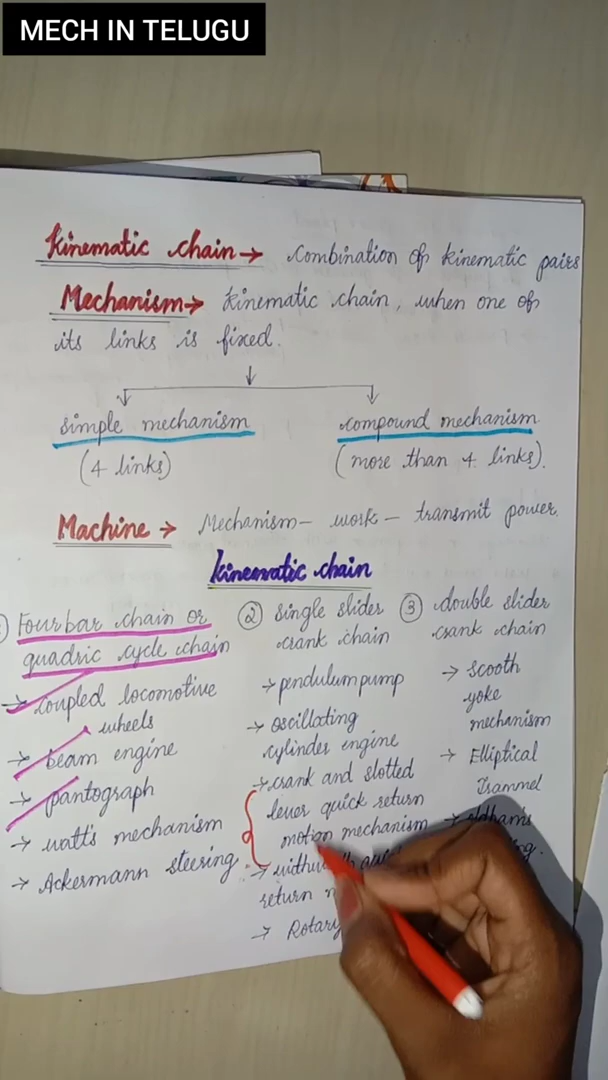 MECH IN TELUGU
Kinematic chain → Combination of kinematic pairs
Mechanism → Kinematic chain, when one of
its links is fixed.
simple mechanism
(4 links)
compound mechanism
(more than 4 links).
Machine → Mechanism - work - transmit power.
kinematic chain
Four bar chain or
quadric cycle chain
→ coupled locomotive
wheels
→ beam engine
→ pantograph
→ watt's mechanism
→ Ackermann steering
② single slider
crank chain
→ pendulum pump
→ oscillating
cylinder engine
→ crank and slotted
lever quick return
motion mechanism
→
return
→ Rotary
③ double slider
crank chain
→ Scooth
yoke
mechanism
→ Elliptical
Trammel
→